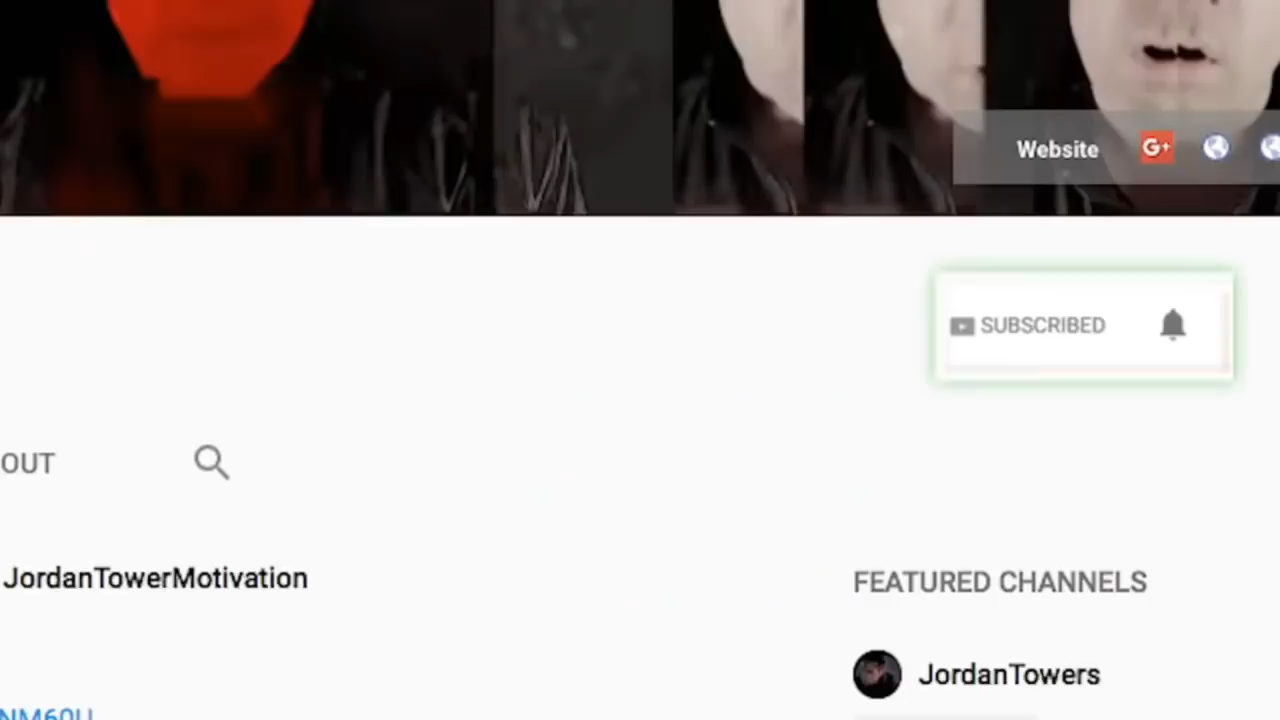 Website G+
SUBSCRIBED
OUT
JordanTowerMotivation
FEATURED CHANNELS
JordanTowers